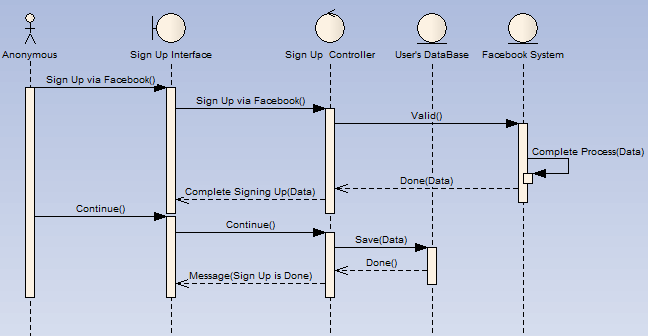 Anonymous
Sign Up Interface
Sign Up Controller
User's DataBase
Facebook System
Sign Up via Facebook()
Sign Up via Facebook()
Valid()
Complete Process(Data)
Done(Data)
Complete Signing Up(Data)
Continue()
Continue()
Save(Data)
Done()
Message(Sign Up is Done)